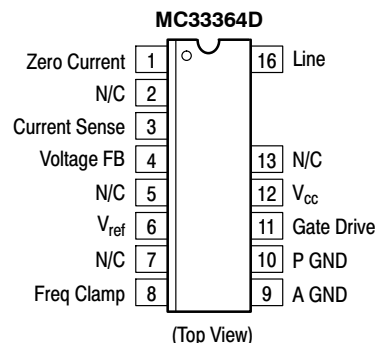 MC33364D
Zero Current 1 16 Line
N/C 2
Current Sense 3
Voltage FB 4 13 N/C
N/C 5 12 Vcc
Vref 6 11 Gate Drive
N/C 7 10 P GND
Freq Clamp 8 9 A GND
(Top View)